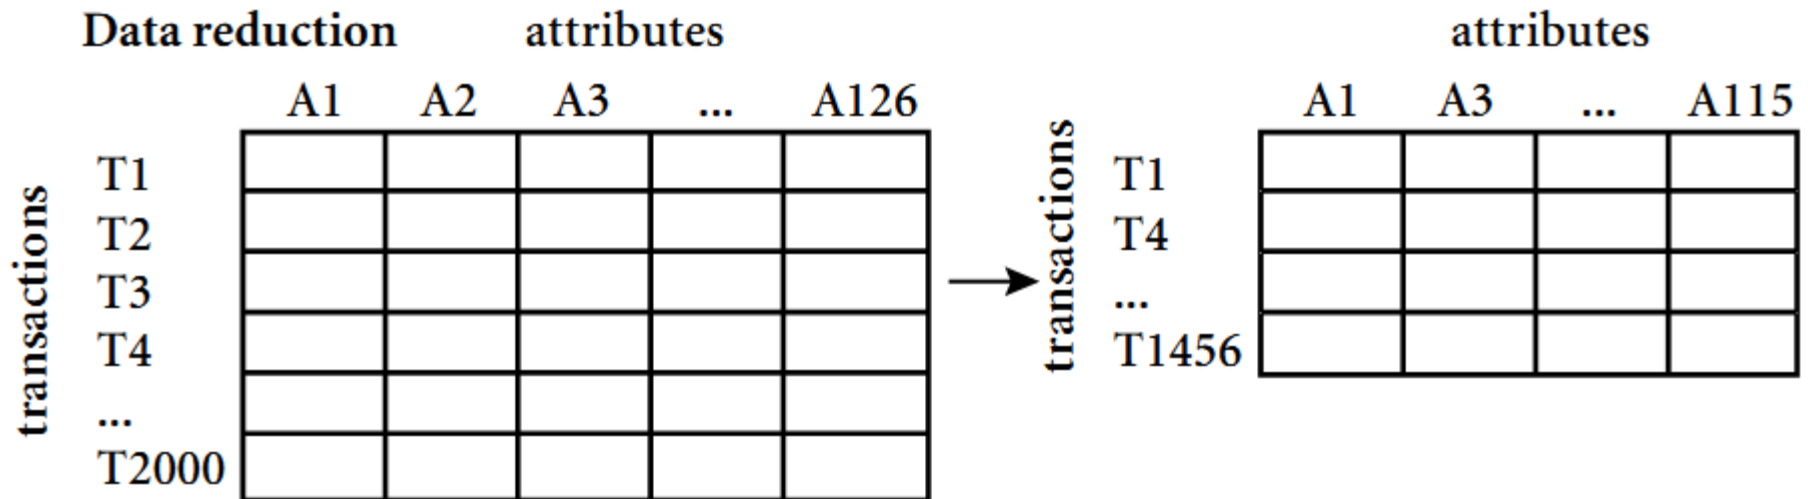 Data reduction
attributes
A1 A2 A3 ... A126
transactions
T1
T2
T3
T4
...
T2000
attributes
A1 A3 ... A115
transactions
T1
T4
...
T1456